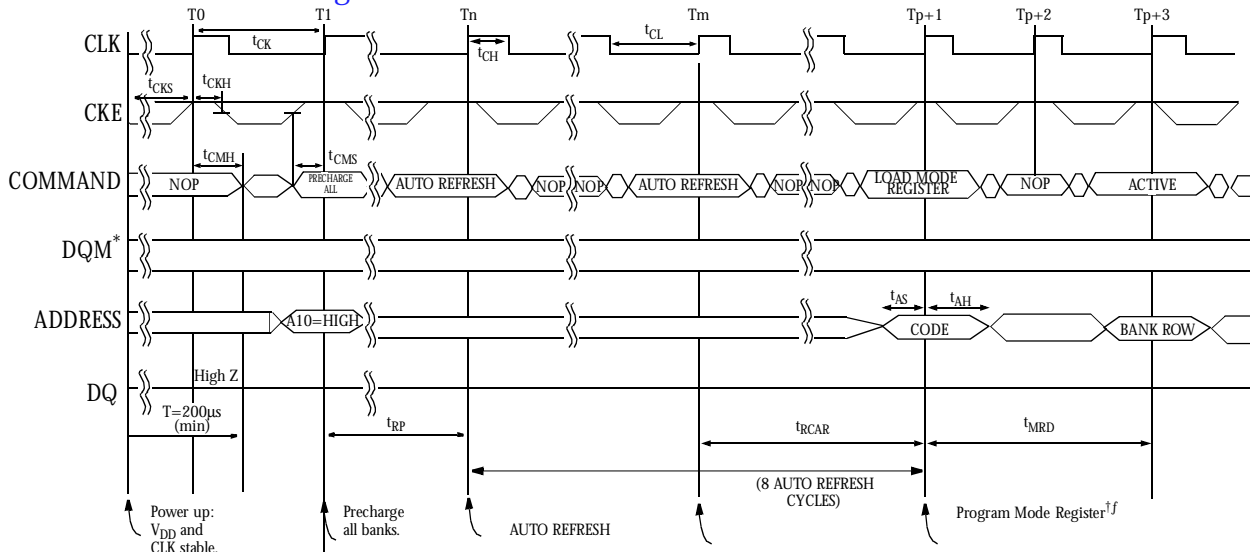 T0 T1 Tn Tm Tp+1 Tp+2 Tp+3
CLK
tCK tCH tCL
tCKS tCKH
CKE
tCMH tCMS
COMMAND NOP PRECHARGE ALL AUTO REFRESH NOP NOP AUTO REFRESH NOP NOP LOAD MODE REGISTER NOP ACTIVE
DQM*
tAS tAH
ADDRESS A10=HIGH CODE BANK ROW
High Z
DQ
T=200μs
(min)
tRP tRCAR tMRD
(8 AUTO REFRESH
CYCLES)
Power up:
VDD and
CLK stable.
Precharge
all banks.
AUTO REFRESH
Program Mode Register†ƒ